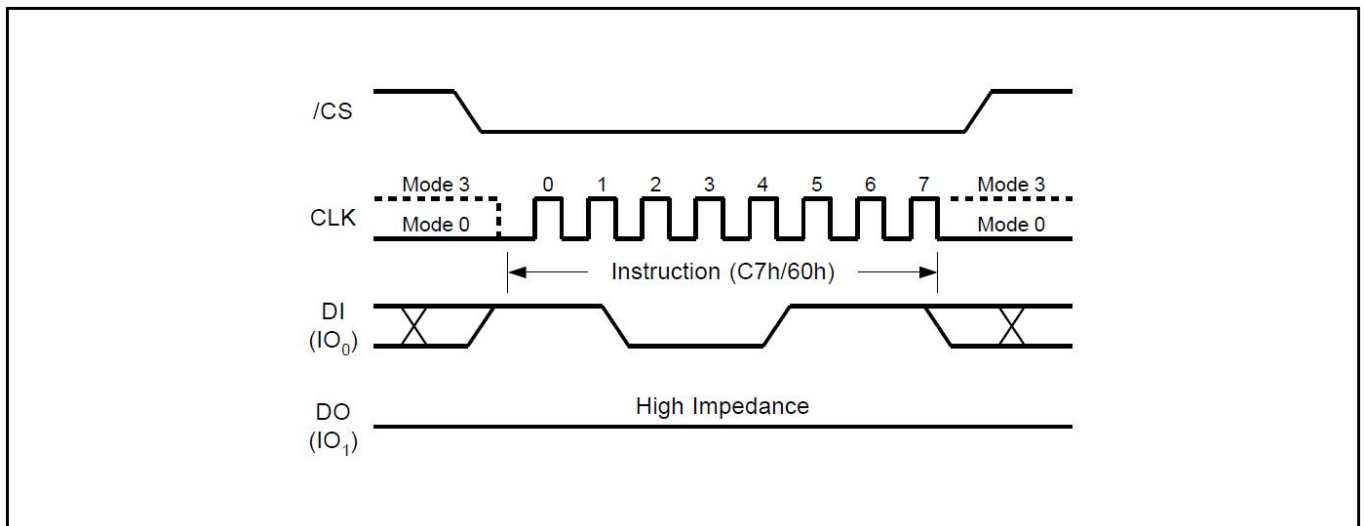 /CS
Mode 3 0 1 2 3 4 5 6 7 Mode 3
CLK
Mode 0 Mode 0
Instruction (C7h/60h)
DI
(IO₀)
High Impedance
DO
(IO₁)